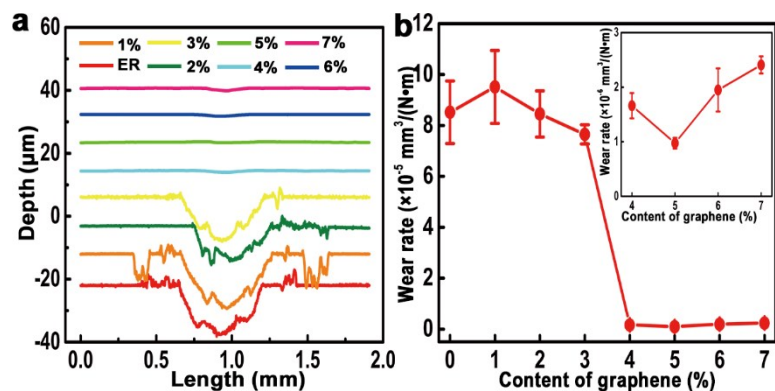 a
1% 3% 5% 7%
ER 2% 4% 6%
Depth (μm)
60
40
20
0
-20
-40
0.0 0.5 1.0 1.5 2.0
Length (mm)
b
Wear rate (×10⁻⁵ mm³/(N•m)
12
10
8
6
4
2
0
0 1 2 3 4 5 6 7
Content of graphene (%)
Wear rate (×10⁻⁶ mm³/(N•m)
3
2
1
0
4 5 6 7
Content of graphene (%)